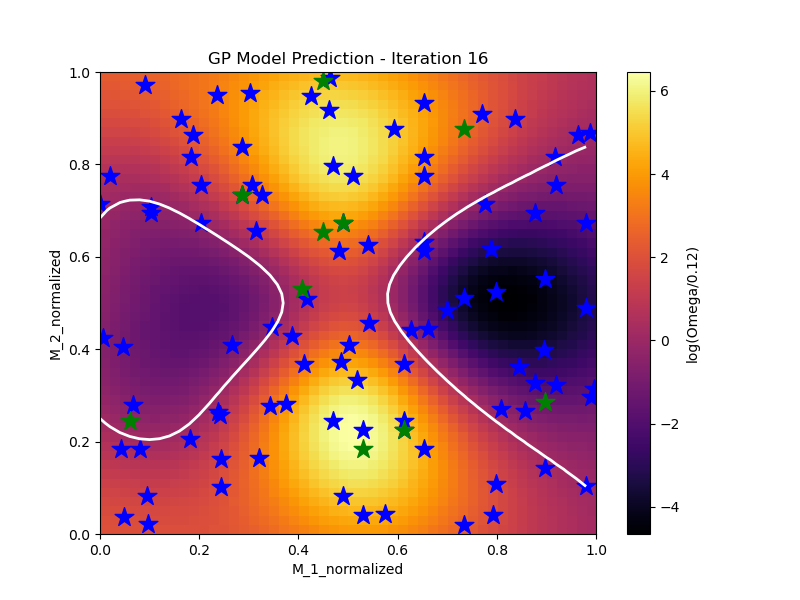 GP Model Prediction - Iteration 16
1.0
0.8
0.6
0.4
0.2
0.0
M_2_normalized
0.0 0.2 0.4 0.6 0.8 1.0
M_1_normalized
6
4
2
0
−2
−4
log(Omega/0.12)